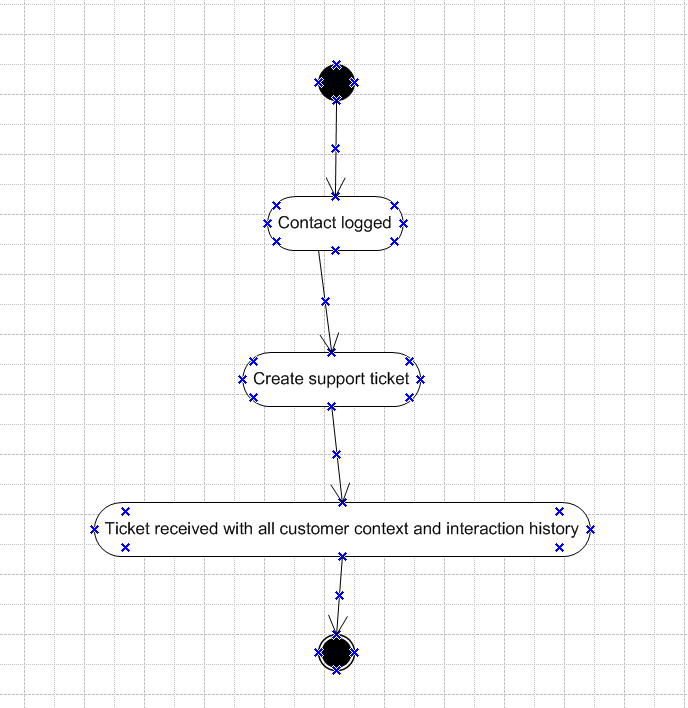 Contact logged
Create support ticket
Ticket received with all customer context and interaction history